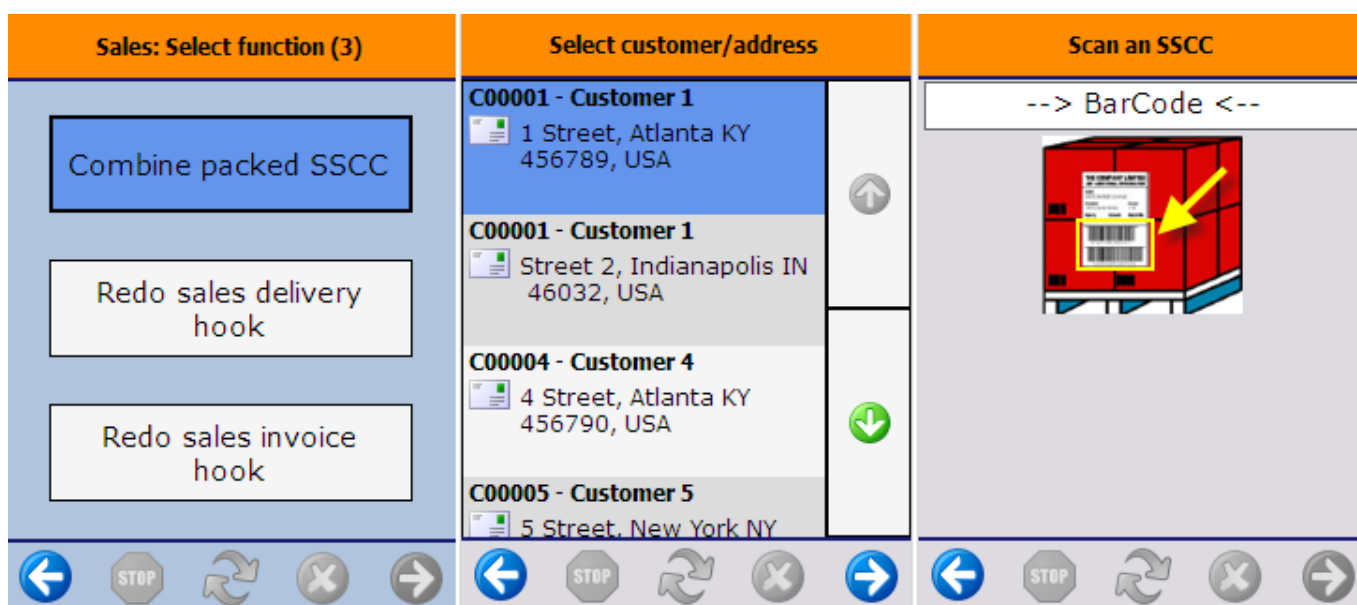 Sales: Select function (3)
Combine packed SSCC
Redo sales delivery
hook
Redo sales invoice
hook
STOP
Select customer/address
C00001 - Customer 1
1 Street, Atlanta KY
456789, USA
C00001 - Customer 1
Street 2, Indianapolis IN
46032, USA
C00004 - Customer 4
4 Street, Atlanta KY
456790, USA
C00005 - Customer 5
5 Street, New York NY
STOP
Scan an SSCC
--> BarCode <--
STOP